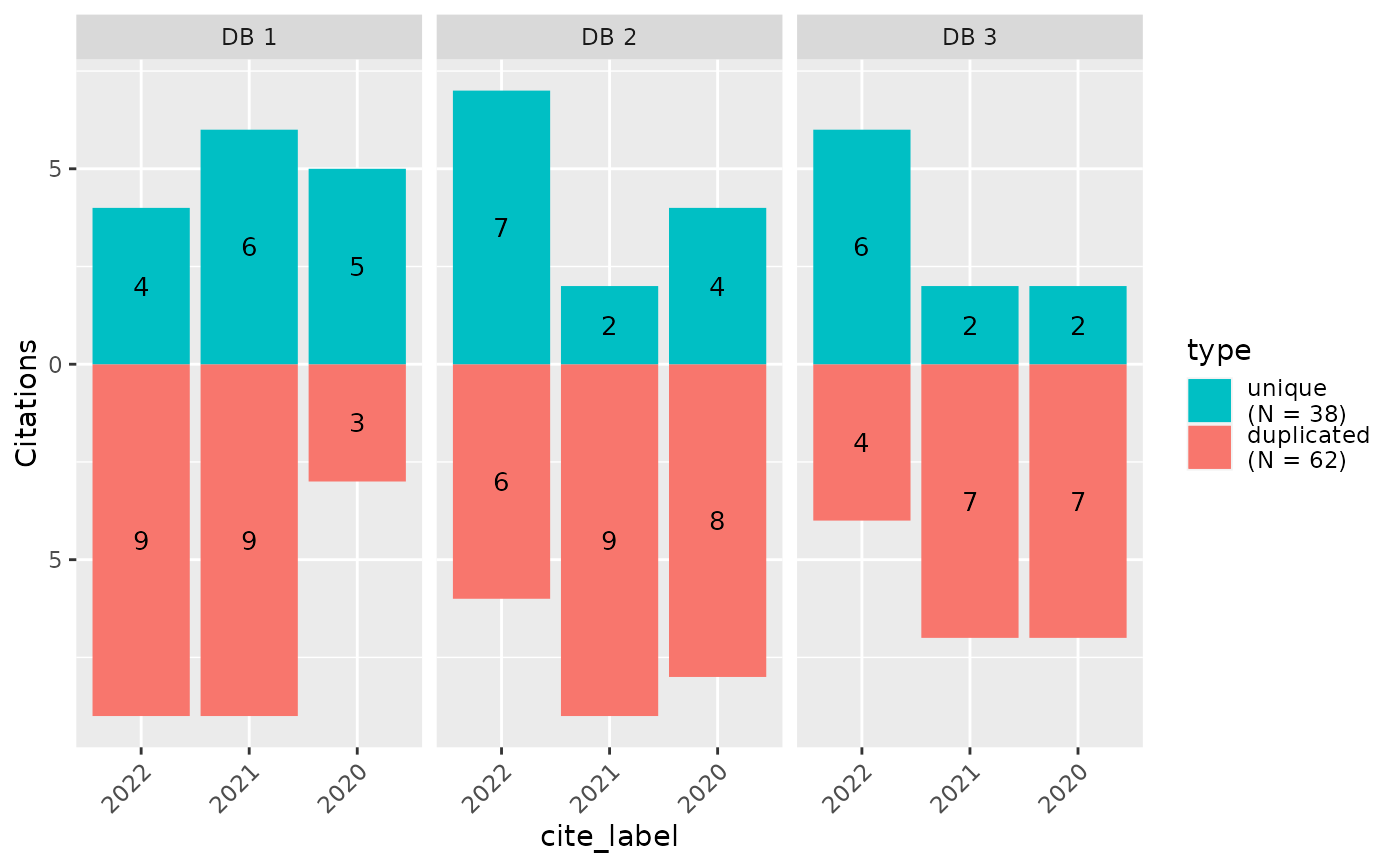 DB 1 DB 2 DB 3
Citations
5
0
5
4 6 5 7 2 4 6 2 2
9 9 3 6 9 8 4 7 7
2022 2021 2020 2022 2021 2020 2022 2021 2020
cite_label
type
unique
(N = 38)
duplicated
(N = 62)